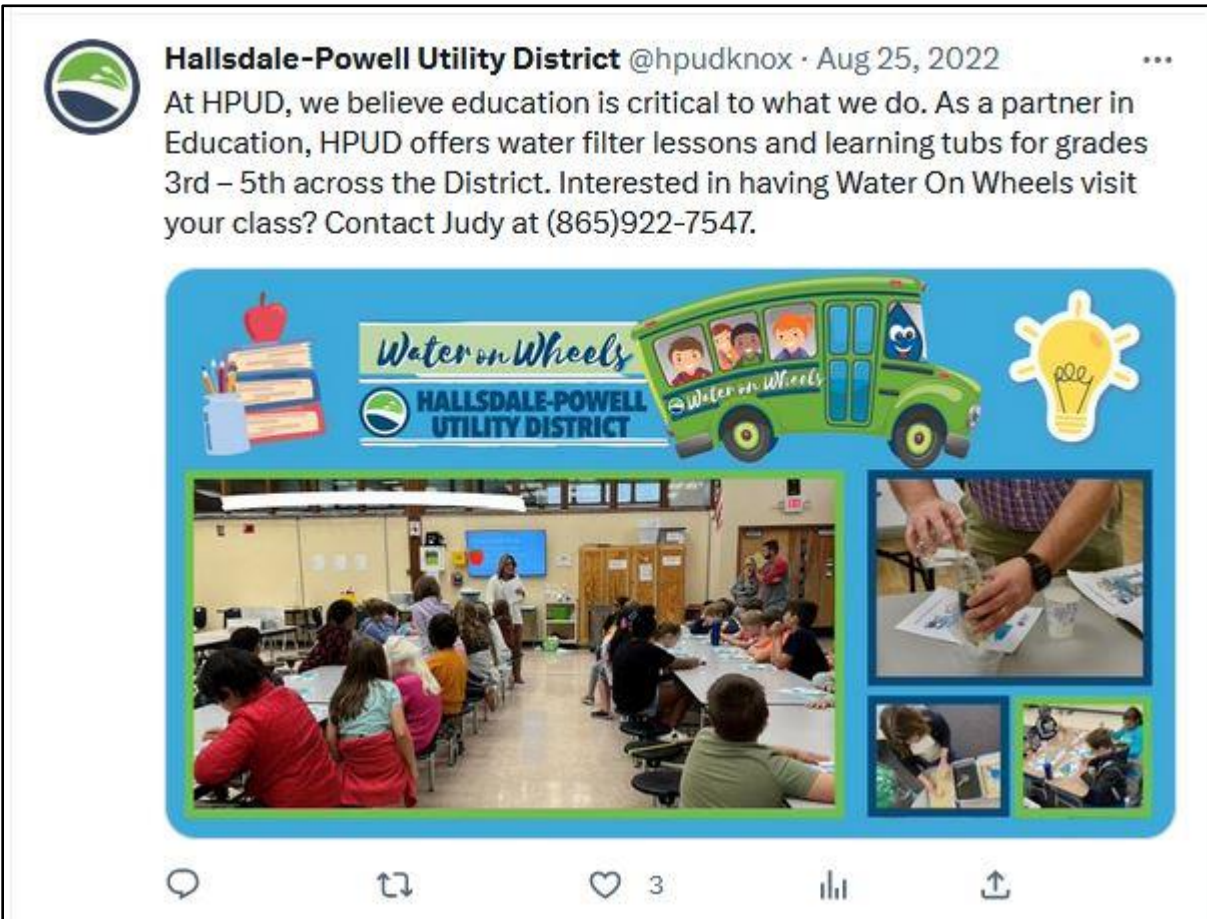 Hallsdale-Powell Utility District @hpudknox · Aug 25, 2022
At HPUD, we believe education is critical to what we do. As a partner in
Education, HPUD offers water filter lessons and learning tubs for grades
3rd – 5th across the District. Interested in having Water On Wheels visit
your class? Contact Judy at (865)922-7547.
Water on Wheels
HALLSDALE-POWELL
UTILITY DISTRICT
Water on Wheels
3